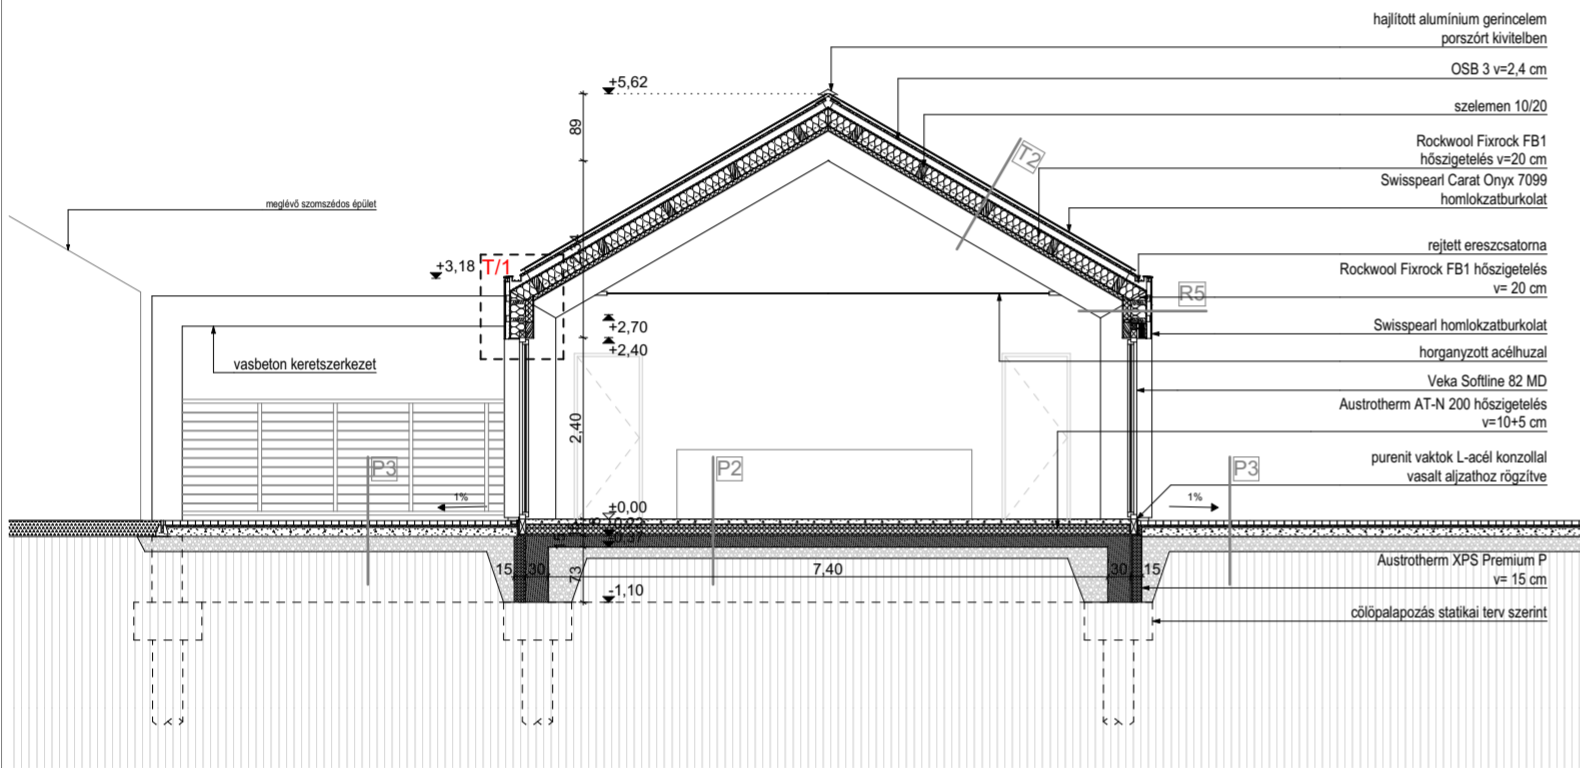 hajlított alumínium gerincelem
porszórt kivitelben
OSB 3 v=2,4 cm
szelemen 10/20
Rockwool Fixrock FB1
hőszigetelés v=20 cm
Swisspearl Carat Onyx 7099
homlokzatburkolat
rejtett ereszcsatorna
Rockwool Fixrock FB1 hőszigetelés
v= 20 cm
Swisspearl homlokzatburkolat
horganyzott acélhuzal
Veka Softline 82 MD
Austrotherm AT-N 200 hőszigetelés
v=10+5 cm
purenit vaktok L-acél konzollal
vasalt aljzathoz rögzítve
Austrotherm XPS Premium P
v= 15 cm
cölöpalapozás statikai terv szerint
meglévő szomszédos épület
vasbeton keretszerkezet
+5,62
89
T2
+3,18
T/1
R5
+2,70
+2,40
2,40
P3
P2
P3
1%
1%
+0,00
15
30
73
7,40
30
15
-1,10